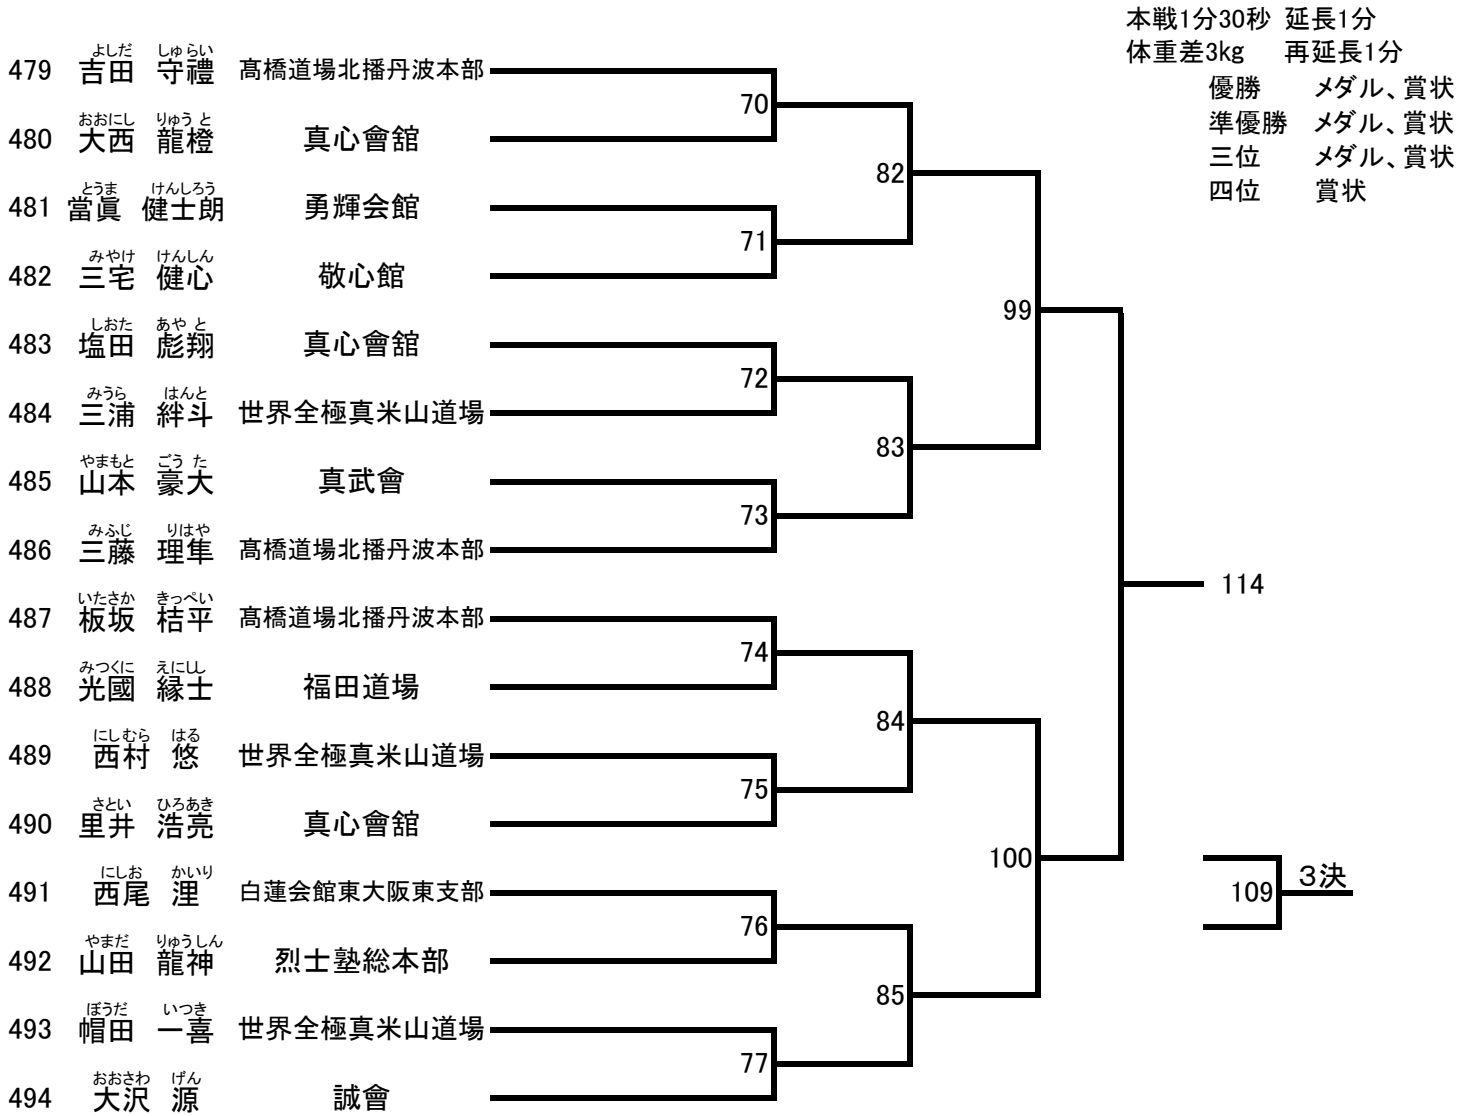 本戦1分30秒 延長1分
体重差3kg 再延長1分
優勝 メダル、賞状
準優勝 メダル、賞状
三位 メダル、賞状
四位 賞状
よしだ しゅらい
479 吉田 守禮 髙橋道場北播丹波本部
70
おおにし りゅう と
480 大西 龍橙 真心會舘
82
とうま けんしろう
481 當眞 健士朗 勇輝会館
71
みやけ けんしん
482 三宅 健心 敬心館
99
しおた あや と
483 塩田 彪翔 真心會舘
72
みうら はんと
484 三浦 絆斗 世界全極真米山道場
83
やまもと ごう た
485 山本 豪大 真武會
73
みふじ りはや
486 三藤 理隼 髙橋道場北播丹波本部
114
いたさか きっぺい
487 板坂 桔平 髙橋道場北播丹波本部
74
みつくに えにし
488 光國 縁士 福田道場
84
にしむら はる
489 西村 悠 世界全極真米山道場
75
さとい ひろあき
490 里井 浩亮 真心會舘
100
にしお かいり
491 西尾 浬 白蓮会館東大阪東支部
109 3決
76
やまだ りゅうしん
492 山田 龍神 烈士塾総本部
85
ぼうだ いつき
493 帽田 一喜 世界全極真米山道場
77
おおさわ げん
494 大沢 源 誠會